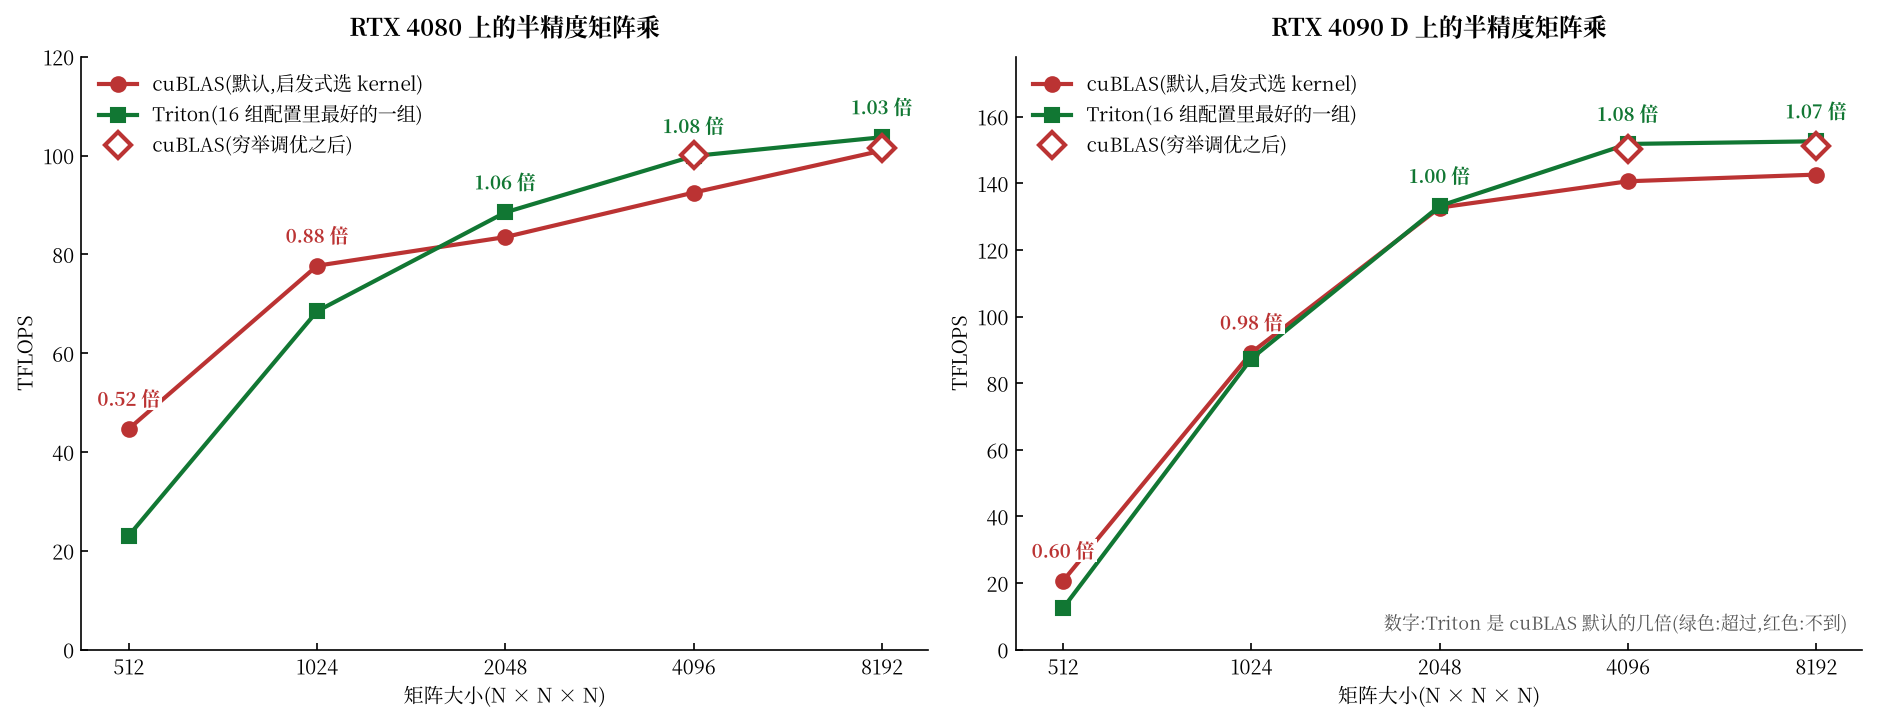 RTX 4080 上的半精度矩阵乘
120
100
80
60
40
20
0
TFLOPS
cuBLAS(默认,启发式选 kernel)
Triton(16 组配置里最好的一组)
cuBLAS(穷举调优之后)
0.52 倍
0.88 倍
1.06 倍
1.08 倍
1.03 倍
512
1024
2048
4096
8192
矩阵大小(N × N × N)
RTX 4090 D 上的半精度矩阵乘
160
140
120
100
80
60
40
20
0
TFLOPS
cuBLAS(默认,启发式选 kernel)
Triton(16 组配置里最好的一组)
cuBLAS(穷举调优之后)
0.60 倍
0.98 倍
1.00 倍
1.08 倍
1.07 倍
数字:Triton 是 cuBLAS 默认的几倍(绿色:超过,红色:不到)
512
1024
2048
4096
8192
矩阵大小(N × N × N)